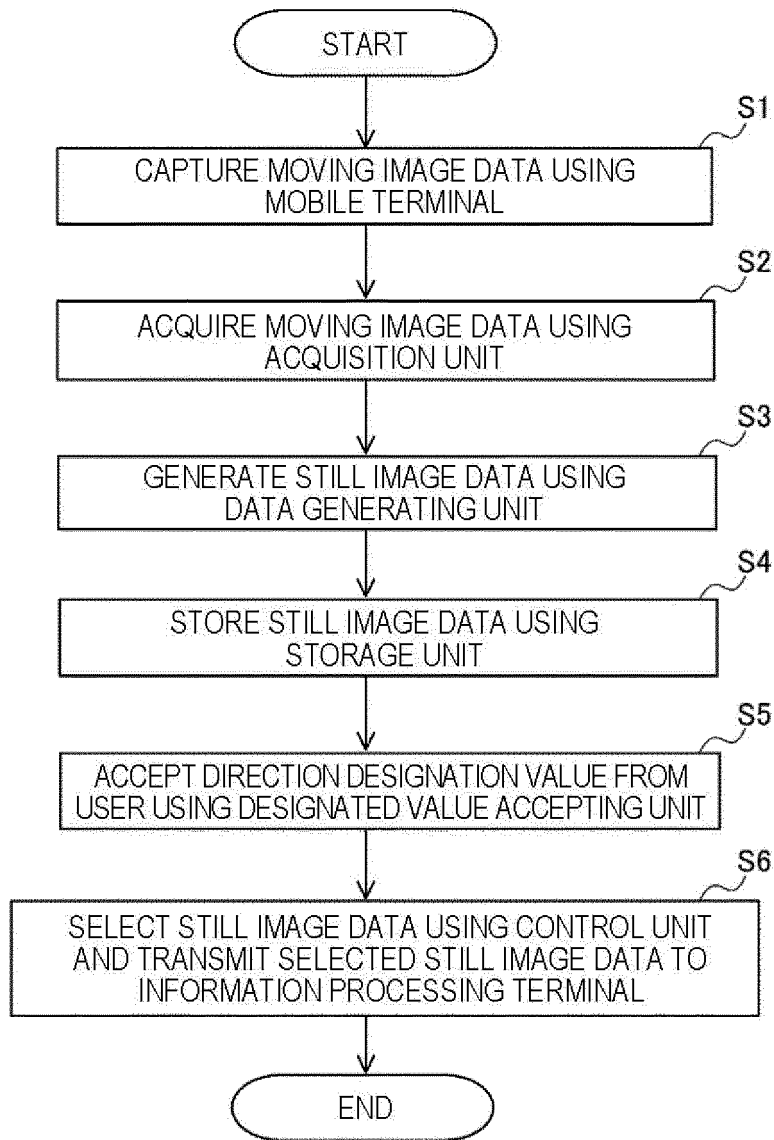 START
S1
CAPTURE MOVING IMAGE DATA USING
MOBILE TERMINAL
S2
ACQUIRE MOVING IMAGE DATA USING
ACQUISITION UNIT
S3
GENERATE STILL IMAGE DATA USING
DATA GENERATING UNIT
S4
STORE STILL IMAGE DATA USING
STORAGE UNIT
S5
ACCEPT DIRECTION DESIGNATION VALUE FROM
USER USING DESIGNATED VALUE ACCEPTING UNIT
S6
SELECT STILL IMAGE DATA USING CONTROL UNIT
AND TRANSMIT SELECTED STILL IMAGE DATA TO
INFORMATION PROCESSING TERMINAL
END